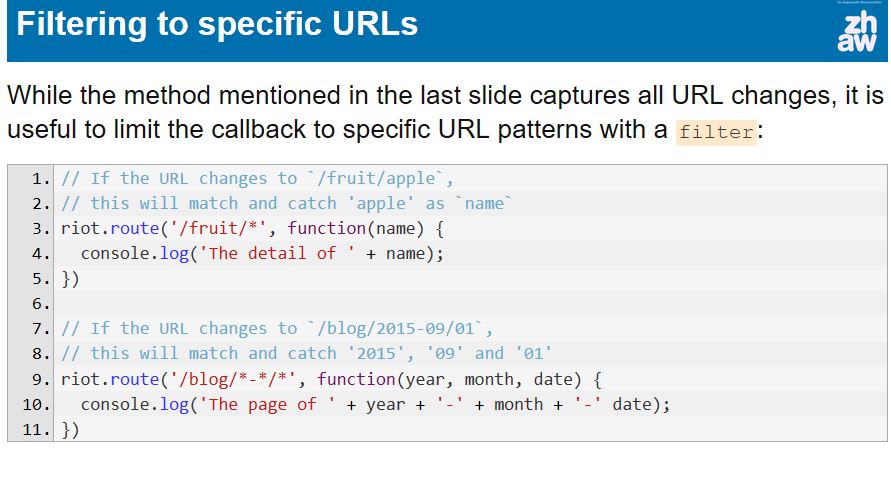 Filtering to specific URLs
zh
aw
While the method mentioned in the last slide captures all URL changes, it is
useful to limit the callback to specific URL patterns with a filter:
1. // If the URL changes to `/fruit/apple`,
2. // this will match and catch 'apple' as `name`
3. riot.route('/fruit/*', function(name) {
4.   console.log('The detail of ' + name);
5. })
6.
7. // If the URL changes to `/blog/2015-09/01`,
8. // this will match and catch '2015', '09' and '01'
9. riot.route('/blog/*-*/*', function(year, month, date) {
10.   console.log('The page of ' + year + '-' + month + '-' date);
11. })